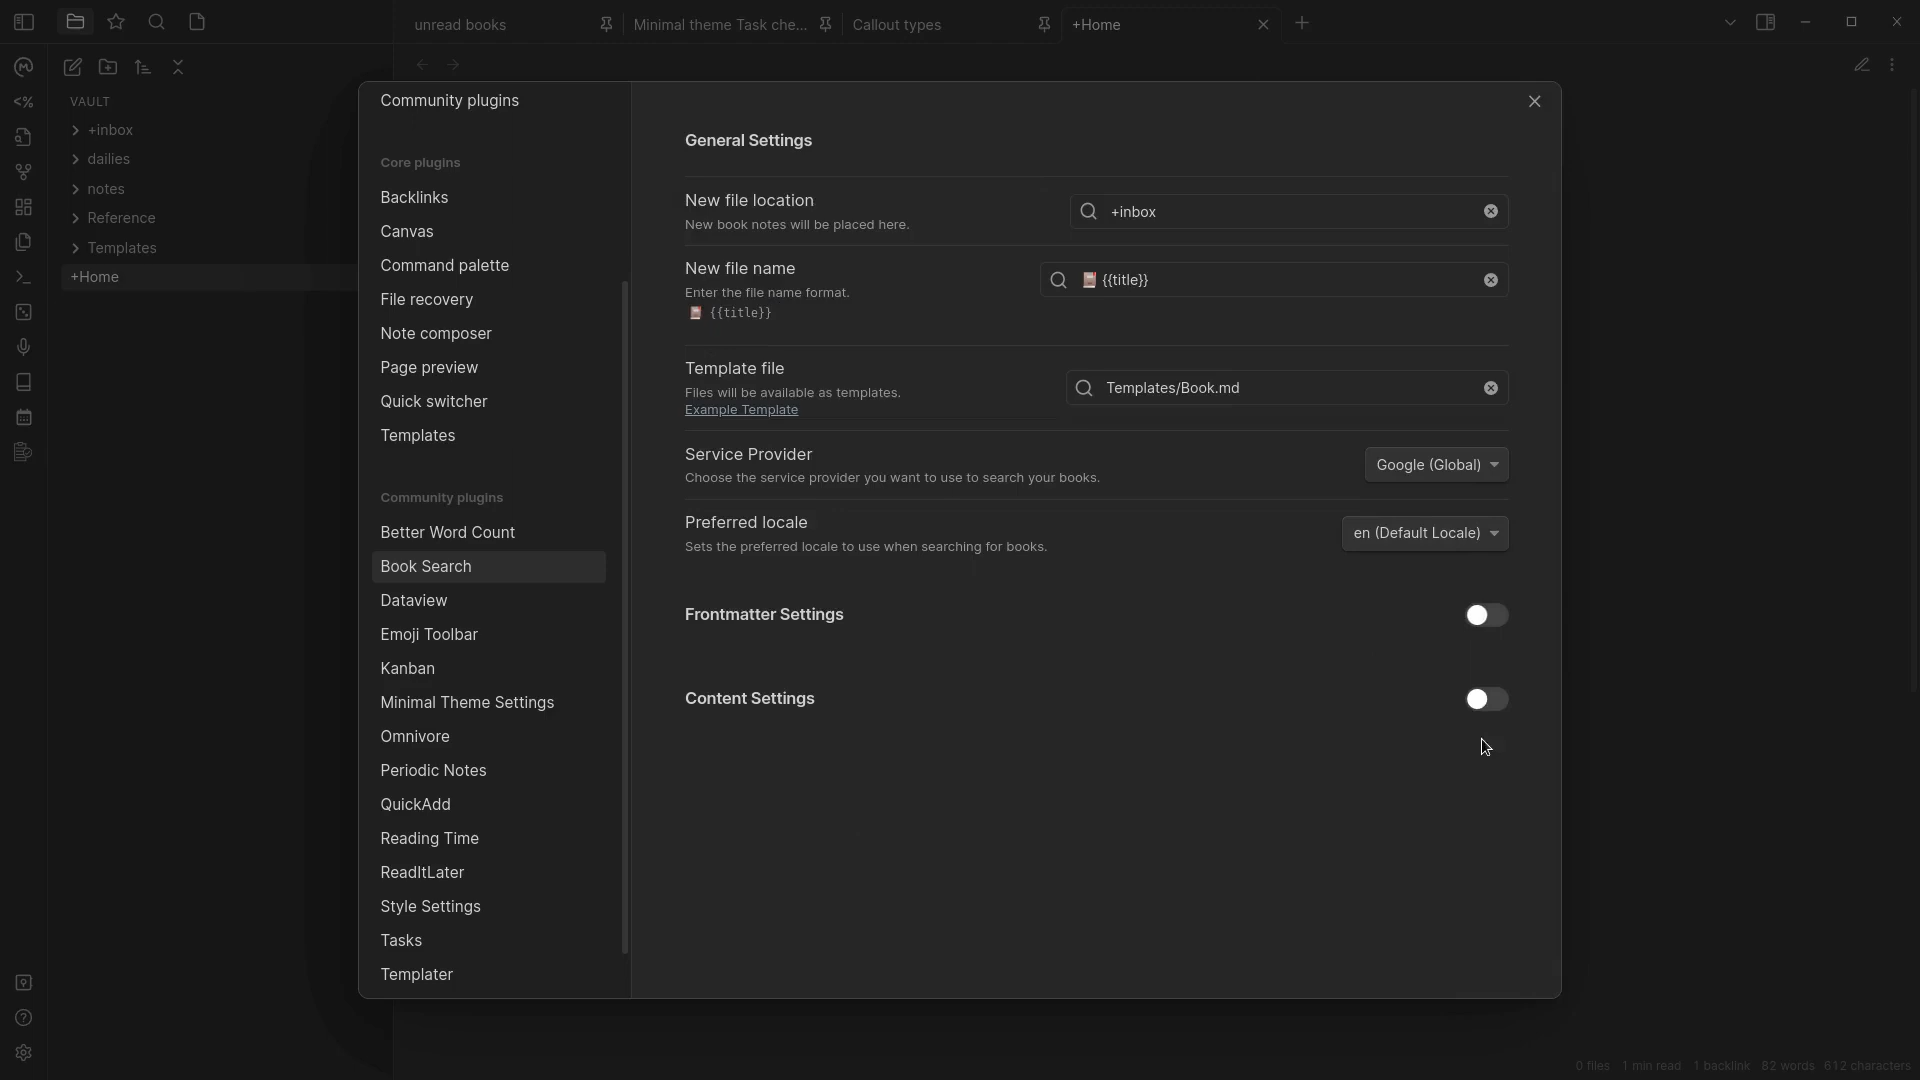 unread books
Minimal theme Task che...
Callout types
+Home
VAULT
+inbox
dailies
notes
Reference
Templates
+Home
Community plugins
Core plugins
Backlinks
Canvas
Command palette
File recovery
Note composer
Page preview
Quick switcher
Templates
Community plugins
Better Word Count
Book Search
Dataview
Emoji Toolbar
Kanban
Minimal Theme Settings
Omnivore
Periodic Notes
QuickAdd
Reading Time
ReadItLater
Style Settings
Tasks
Templater
General Settings
New file location
New book notes will be placed here.
+inbox
New file name
Enter the file name format.
📔 {{title}}
📔 {{title}}
Template file
Files will be available as templates.
Example Template
Templates/Book.md
Service Provider
Choose the service provider you want to use to search your books.
Google (Global)
Preferred locale
Sets the preferred locale to use when searching for books.
en (Default Locale)
Frontmatter Settings
Content Settings
0 files 1 min read 1 backlink 82 words 612 characters